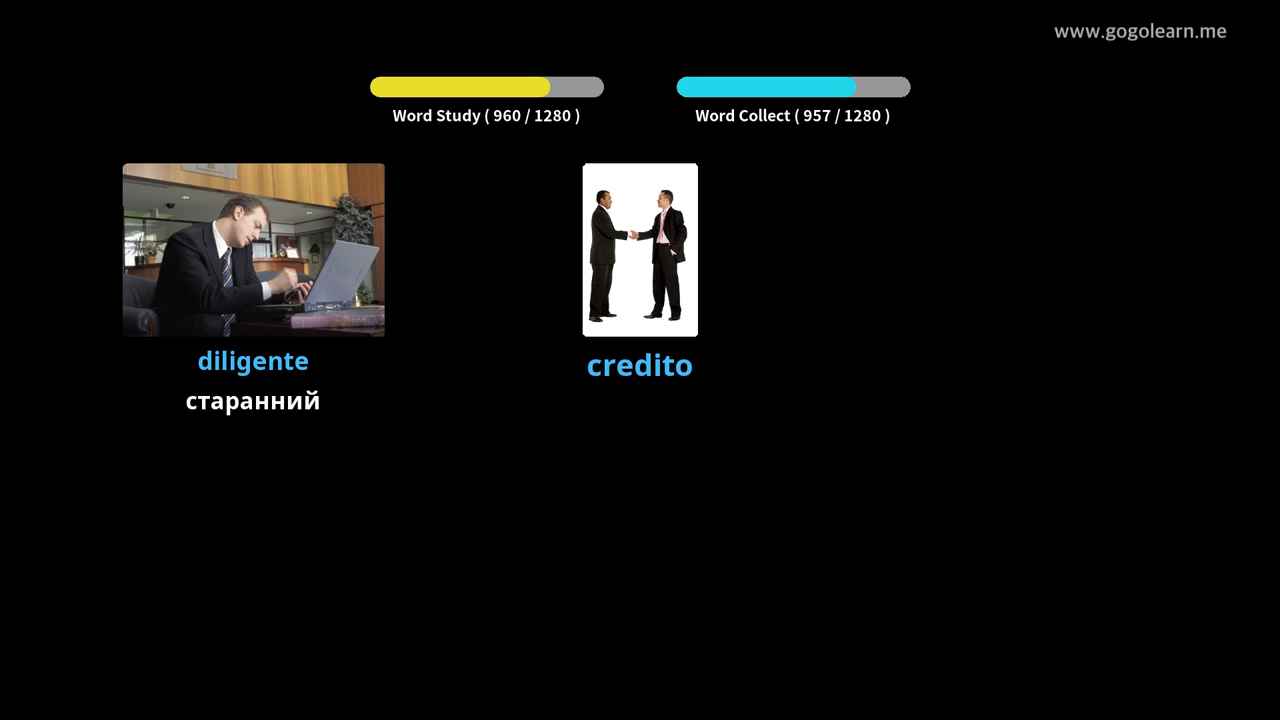 www.gogolearn.me
Word Study ( 960 / 1280 )
Word Collect ( 957 / 1280 )
diligente
старанний
credito